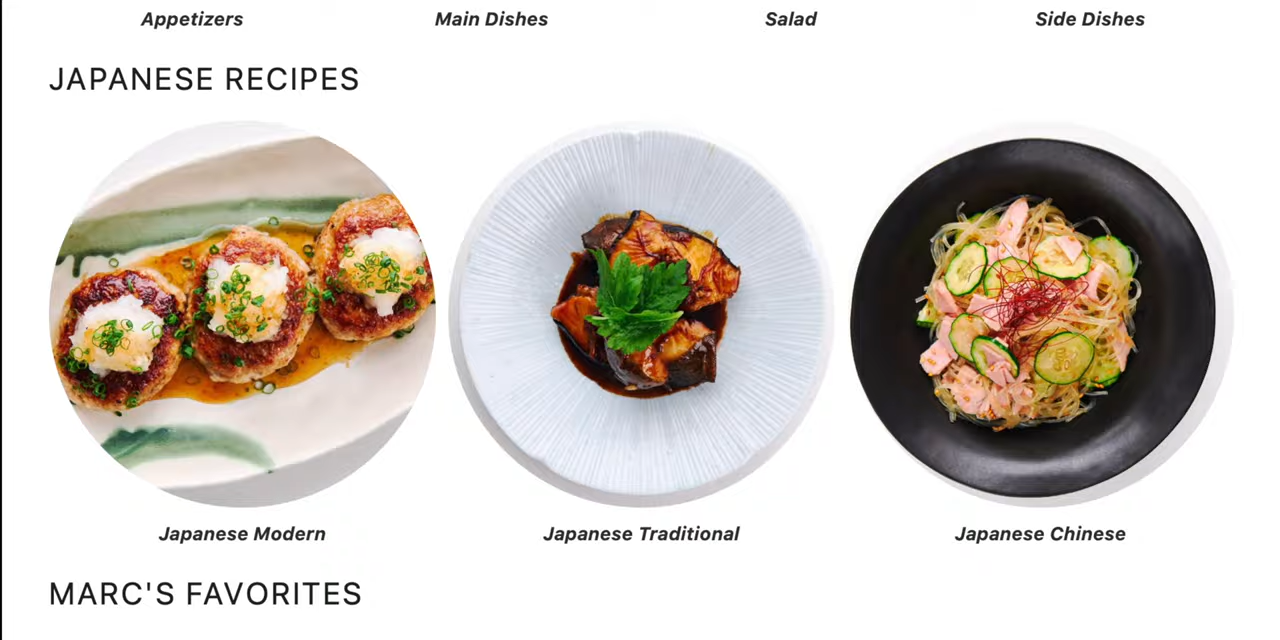 Appetizers Main Dishes Salad Side Dishes
JAPANESE RECIPES
Japanese Modern Japanese Traditional Japanese Chinese
MARC'S FAVORITES